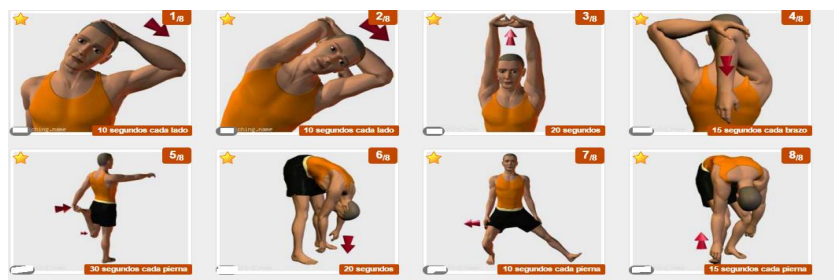 1/8
10 segundos cada lado
2/8
ching.name
10 segundos cada lado
3/8
20 segundos
4/8
15 segundos cada brazo
5/8
30 segundos cada pierna
6/8
20 segundos
7/8
10 segundos cada pierna
8/8
15 segundos cada pierna